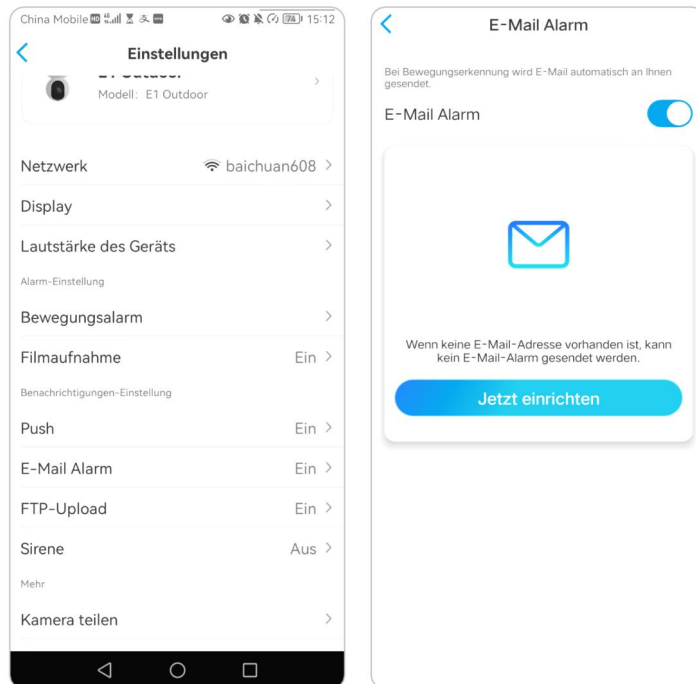 China Mobile HD 15:12
Einstellungen
Modell: E1 Outdoor
Netzwerk baichuan608
Display
Lautstärke des Geräts
Alarm-Einstellung
Bewegungsalarm
Filmaufnahme Ein
Benachrichtigungen-Einstellung
Push Ein
E-Mail Alarm Ein
FTP-Upload Ein
Sirene Aus
Mehr
Kamera teilen
E-Mail Alarm
Bei Bewegungserkennung wird E-Mail automatisch an Ihnen
gesendet.
E-Mail Alarm
Wenn keine E-Mail-Adresse vorhanden ist, kann
kein E-Mail-Alarm gesendet werden.
Jetzt einrichten